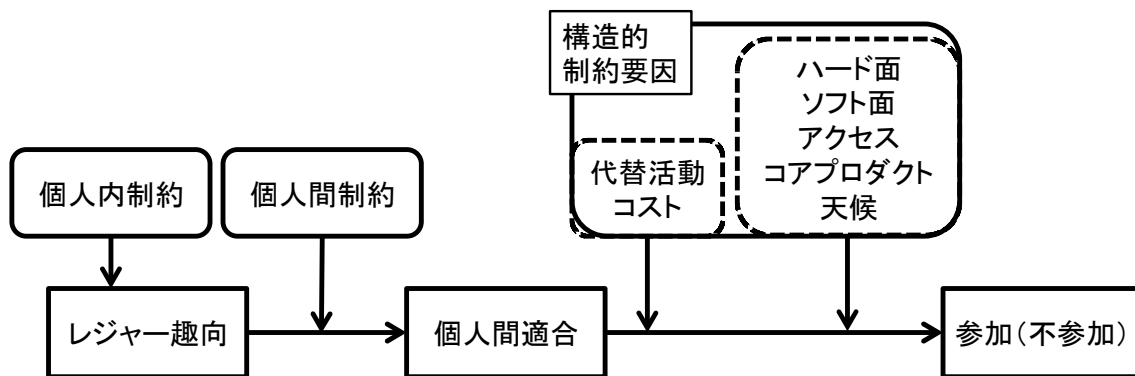 構造的
制約要因
ハード面
ソフト面
アクセス
コアプロダクト
天候
代替活動
コスト
個人内制約
個人間制約
レジャー趣向
個人間適合
参加(不参加)